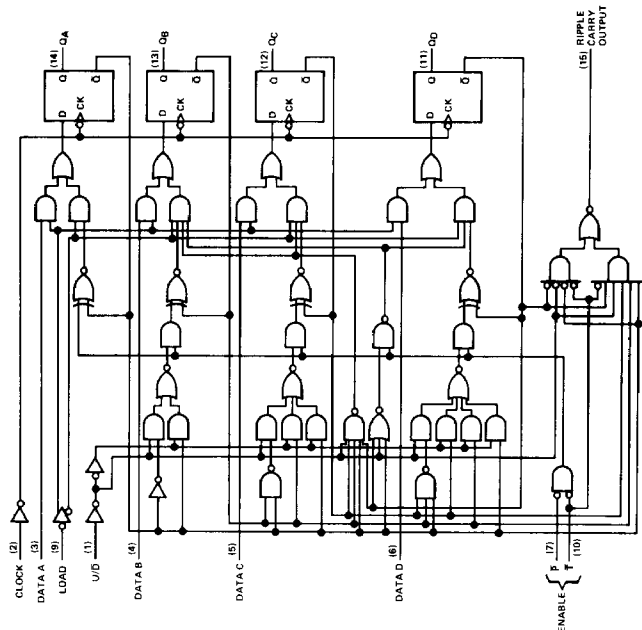 (14) QA
(13) QB
(12) QC
(11) QD
(15) RIPPLE
CARRY
OUTPUT
Q
Q̅
D
CK
Q
Q̅
D
CK
Q
Q̅
D
CK
Q
Q̅
D
CK
CLOCK (2)
DATA A (3)
LOAD (9)
U/D̅ (1)
DATA B (4)
DATA C (5)
DATA D (6)
ENABLE
P̅ (7)
T̅ (10)